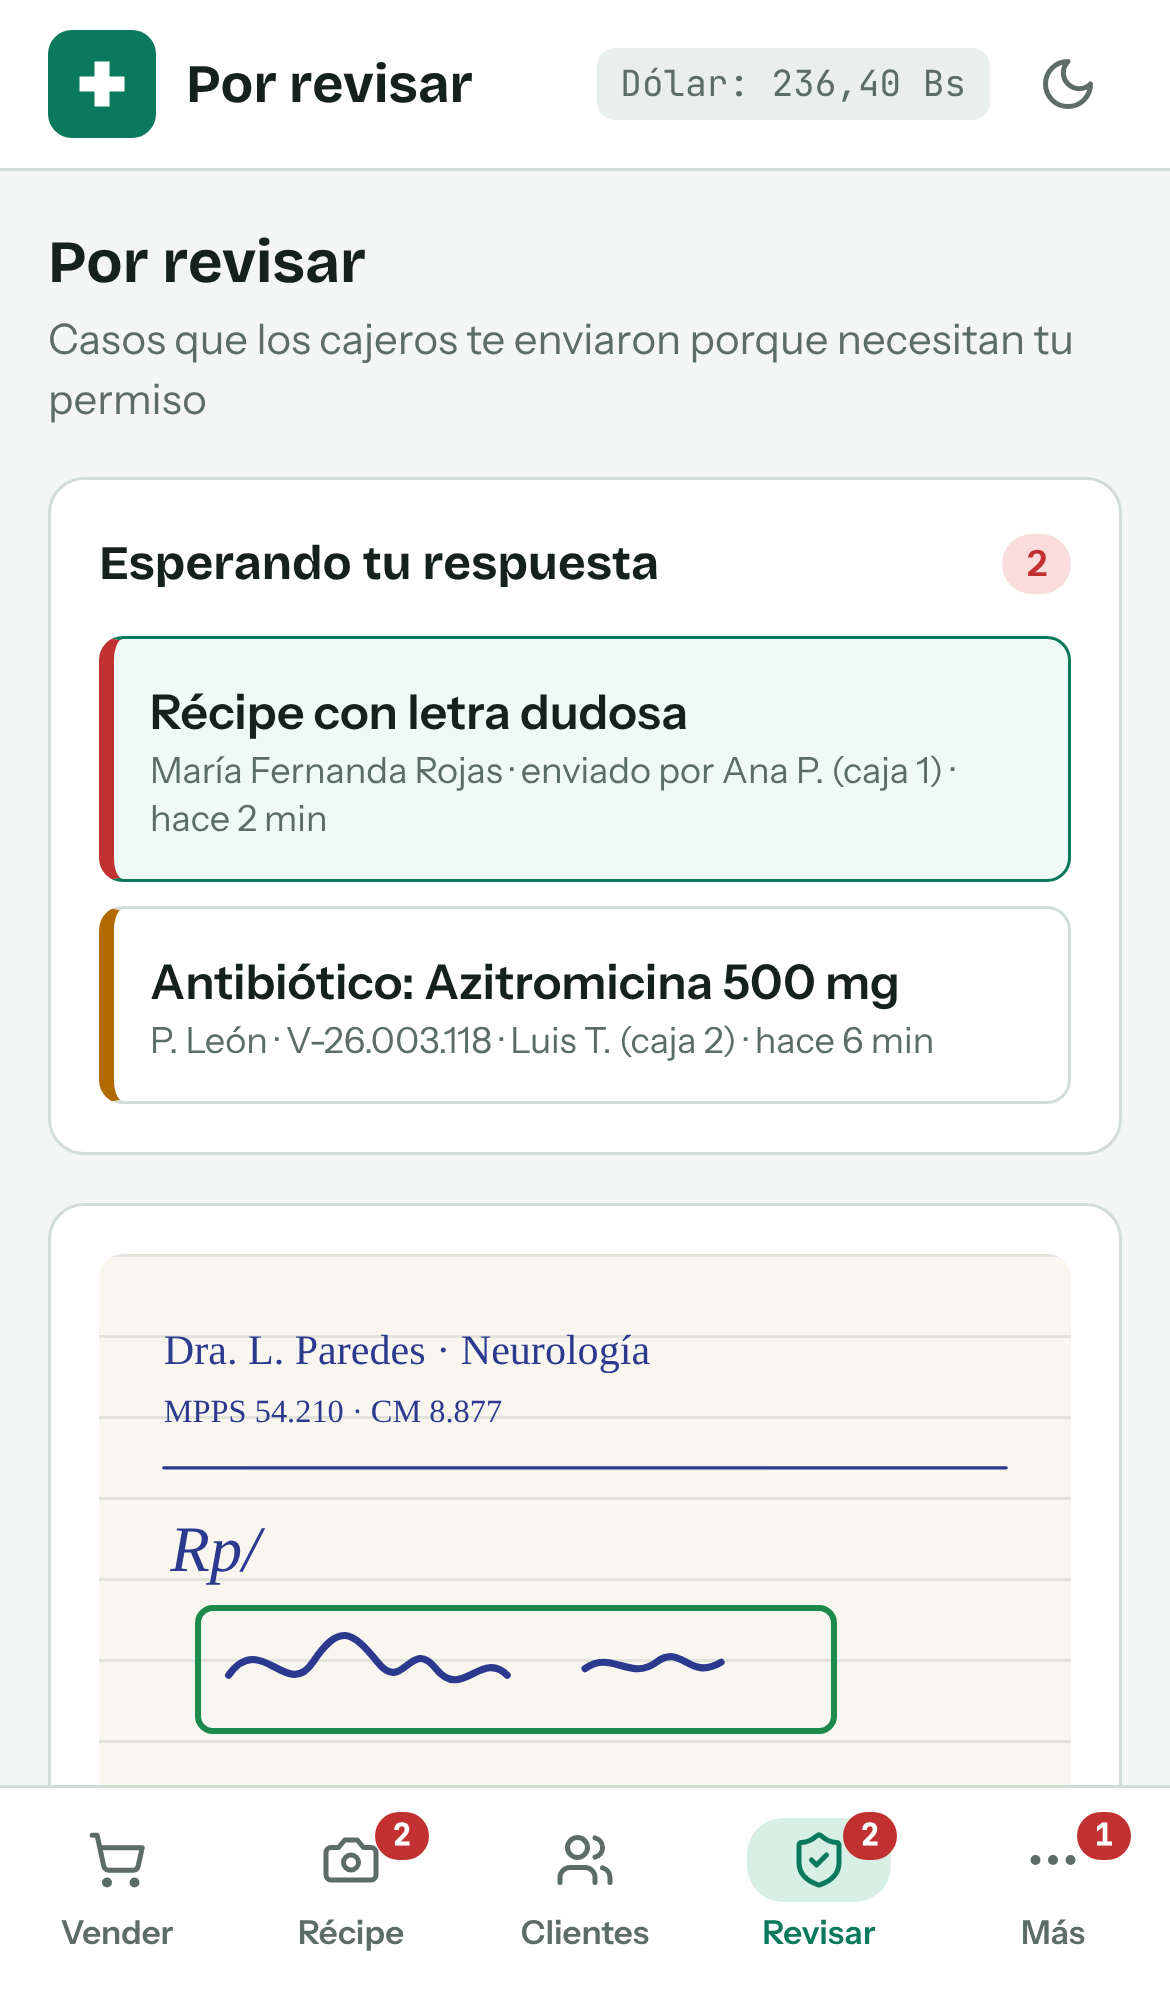 Por revisar
Dólar: 236,40 Bs
Por revisar
Casos que los cajeros te enviaron porque necesitan tu
permiso
Esperando tu respuesta
2
Récipe con letra dudosa
María Fernanda Rojas · enviado por Ana P. (caja 1) ·
hace 2 min
Antibiótico: Azitromicina 500 mg
P. León · V-26.003.118 · Luis T. (caja 2) · hace 6 min
Dra. L. Paredes · Neurología
MPPS 54.210 · CM 8.877
Rp/
2
2
1
Vender
Récipe
Clientes
Revisar
Más